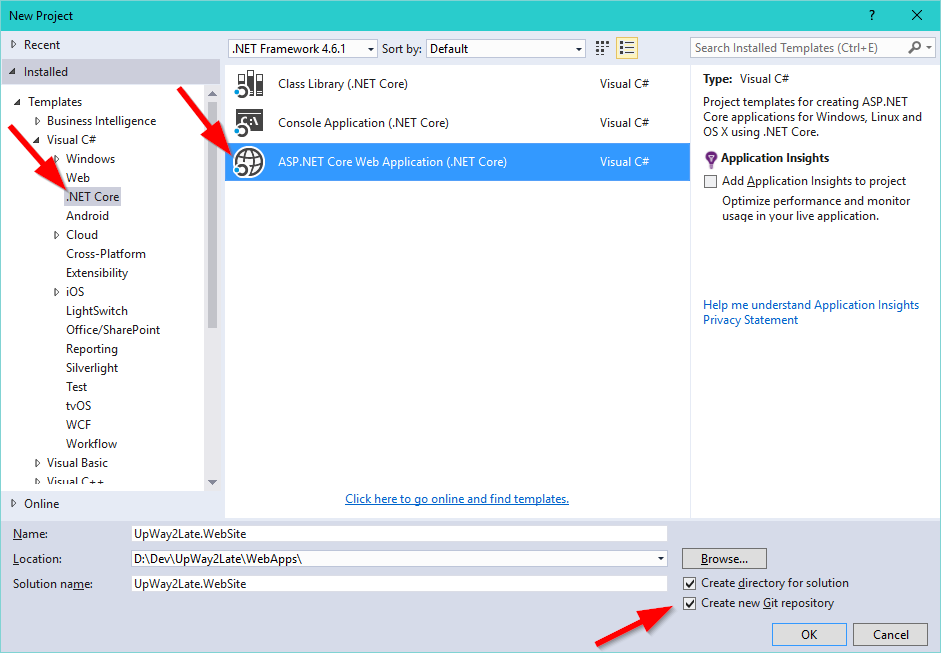 New Project
?
Recent
.NET Framework 4.6.1
Sort by:
Default
Search Installed Templates (Ctrl+E)
Installed
Templates
Business Intelligence
Visual C#
Windows
Web
.NET Core
Android
Cloud
Cross-Platform
Extensibility
iOS
LightSwitch
Office/SharePoint
Reporting
Silverlight
Test
tvOS
WCF
Workflow
Visual Basic
Visual C++
Online
C:\
Class Library (.NET Core) Visual C#
Console Application (.NET Core) Visual C#
ASP.NET Core Web Application (.NET Core) Visual C#
Click here to go online and find templates.
Type: Visual C#
Project templates for creating ASP.NET
Core applications for Windows, Linux and
OS X using .NET Core.
Application Insights
Add Application Insights to project
Optimize performance and monitor
usage in your live application.
Help me understand Application Insights
Privacy Statement
Name: UpWay2Late.WebSite
Location: D:\Dev\UpWay2Late\WebApps\
Browse...
Solution name: UpWay2Late.WebSite
Create directory for solution
Create new Git repository
OK
Cancel